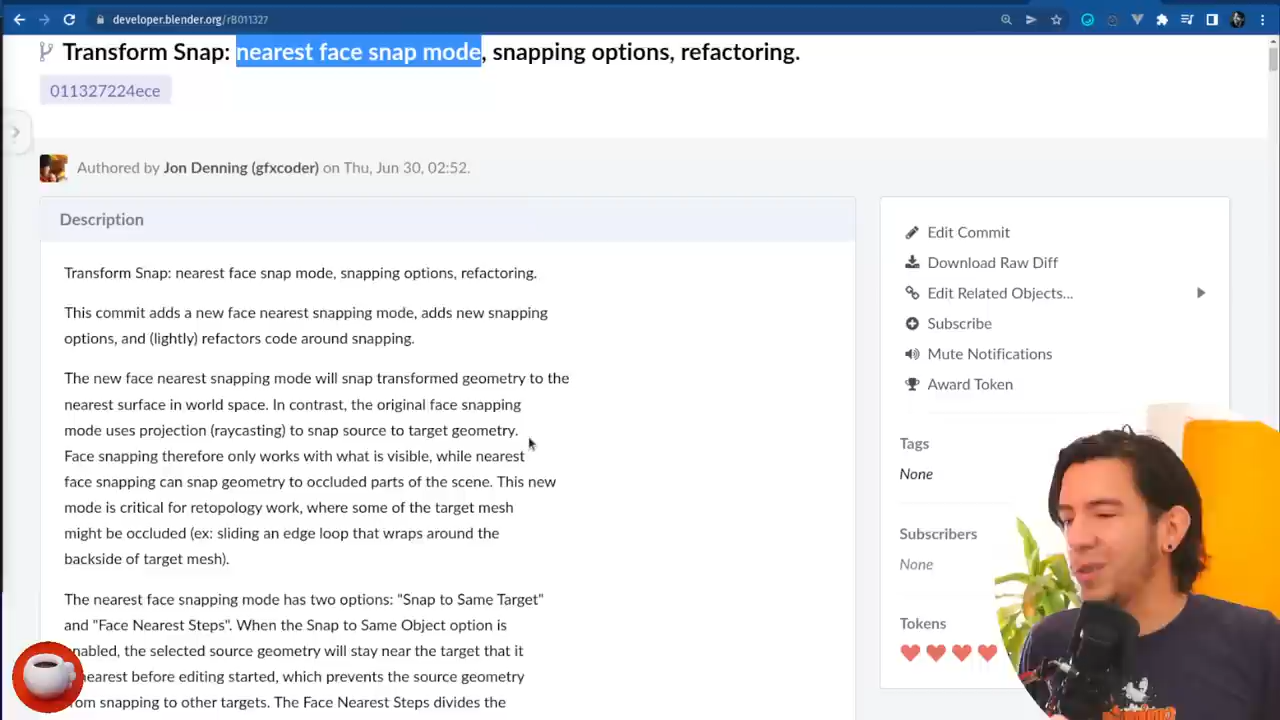 developer.blender.org/rB011327
Transform Snap: nearest face snap mode, snapping options, refactoring.
011327224ece
Authored by Jon Denning (gfxcoder) on Thu, Jun 30, 02:52.
Description
Transform Snap: nearest face snap mode, snapping options, refactoring.
This commit adds a new face nearest snapping mode, adds new snapping
options, and (lightly) refactors code around snapping.
The new face nearest snapping mode will snap transformed geometry to the
nearest surface in world space. In contrast, the original face snapping
mode uses projection (raycasting) to snap source to target geometry.
Face snapping therefore only works with what is visible, while nearest
face snapping can snap geometry to occluded parts of the scene. This new
mode is critical for retopology work, where some of the target mesh
might be occluded (ex: sliding an edge loop that wraps around the
backside of target mesh).
The nearest face snapping mode has two options: "Snap to Same Target"
and "Face Nearest Steps". When the Snap to Same Object option is
enabled, the selected source geometry will stay near the target that it
nearest before editing started, which prevents the source geometry
from snapping to other targets. The Face Nearest Steps divides the
Edit Commit
Download Raw Diff
Edit Related Objects...
Subscribe
Mute Notifications
Award Token
Tags
None
Subscribers
None
Tokens